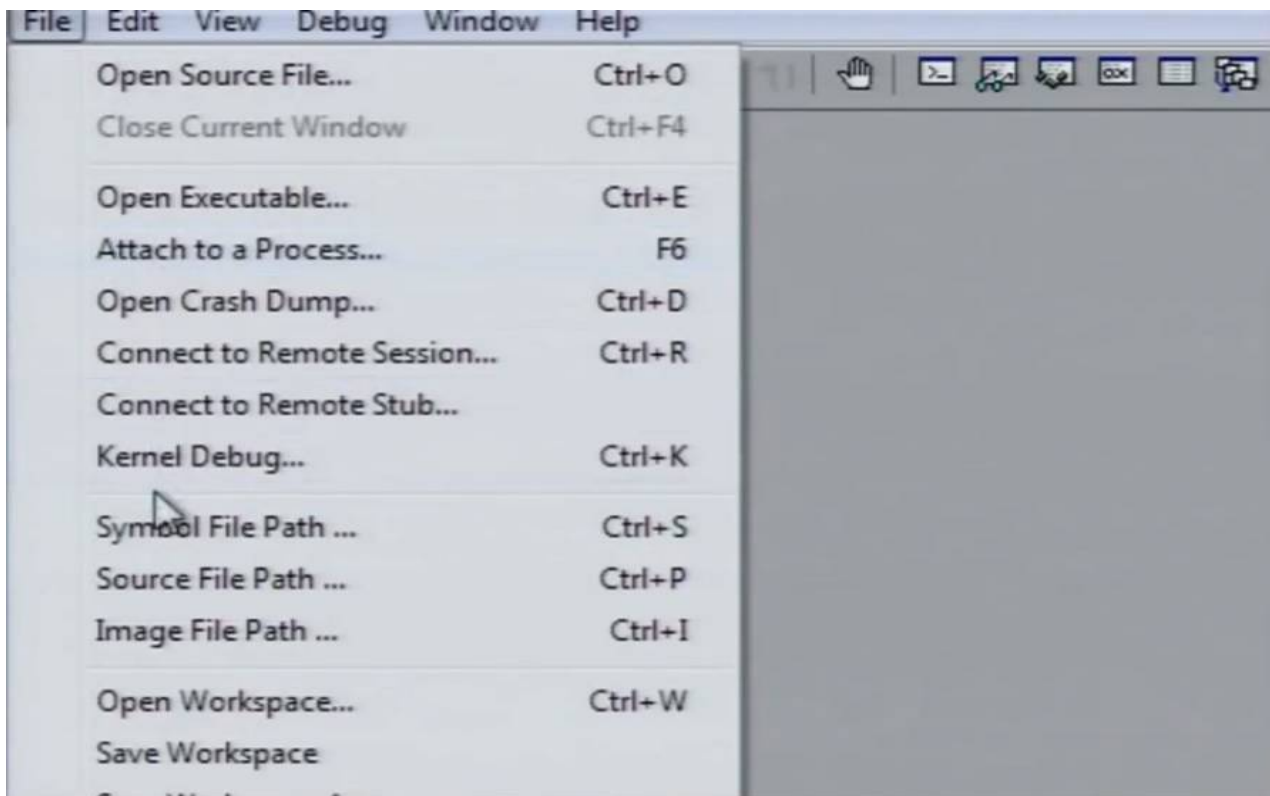 File Edit View Debug Window Help
Open Source File... Ctrl+O
Close Current Window Ctrl+F4
Open Executable... Ctrl+E
Attach to a Process... F6
Open Crash Dump... Ctrl+D
Connect to Remote Session... Ctrl+R
Connect to Remote Stub...
Kernel Debug... Ctrl+K
Symbol File Path ... Ctrl+S
Source File Path ... Ctrl+P
Image File Path ... Ctrl+I
Open Workspace... Ctrl+W
Save Workspace